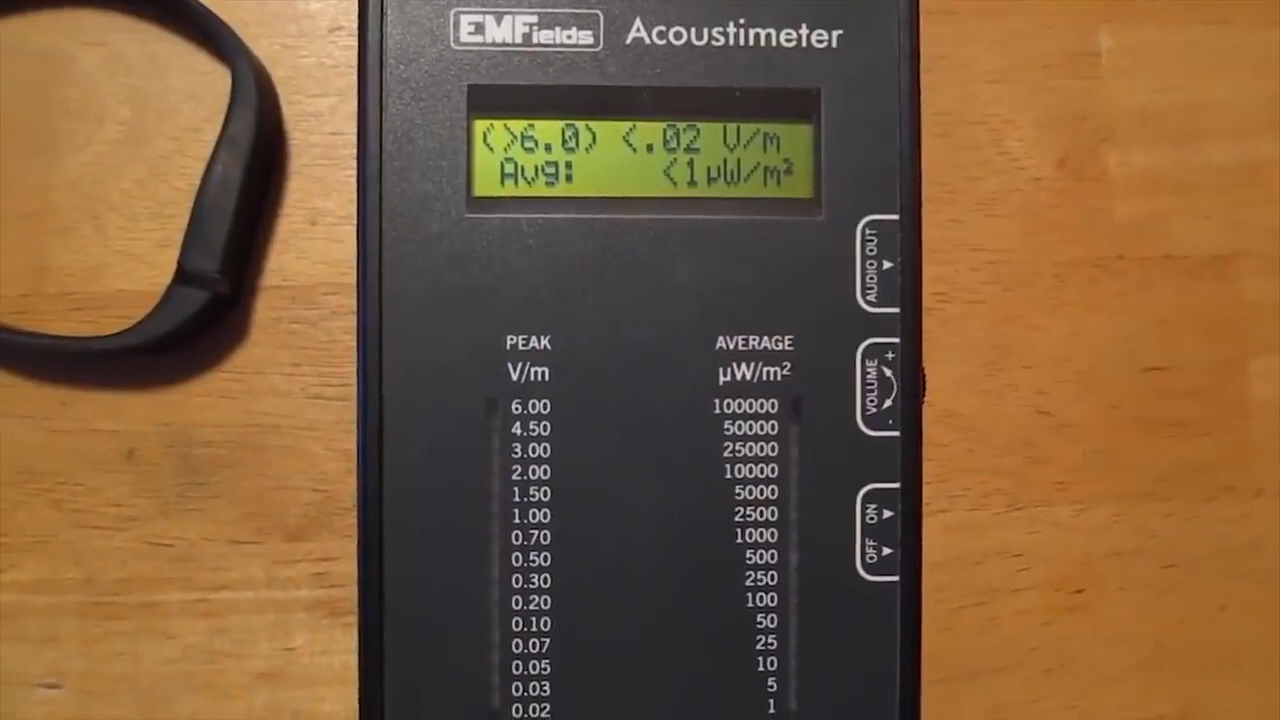 EMFields Acoustimeter
(>6.0) <.02 V/m
Avg: <1µW/m²
AUDIO OUT
VOLUME
- +
OFF ON
PEAK AVERAGE
V/m µW/m²
6.00 100000
4.50 50000
3.00 25000
2.00 10000
1.50 5000
1.00 2500
0.70 1000
0.50 500
0.30 250
0.20 100
0.10 50
0.07 25
0.05 10
0.03 5
0.02 1